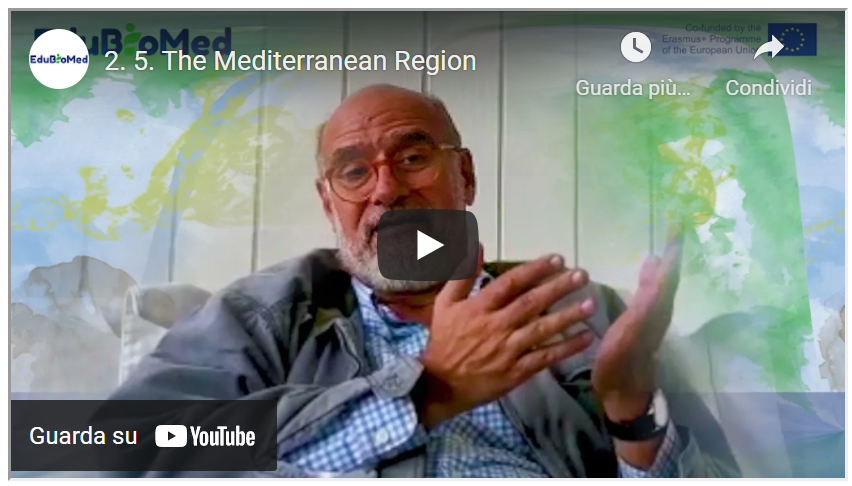 EduBioMed
EduBioMed
2. 5. The Mediterranean Region
Co-funded by the
Erasmus+ Programme
of the European Union
Guarda più...
Condividi
Guarda su YouTube